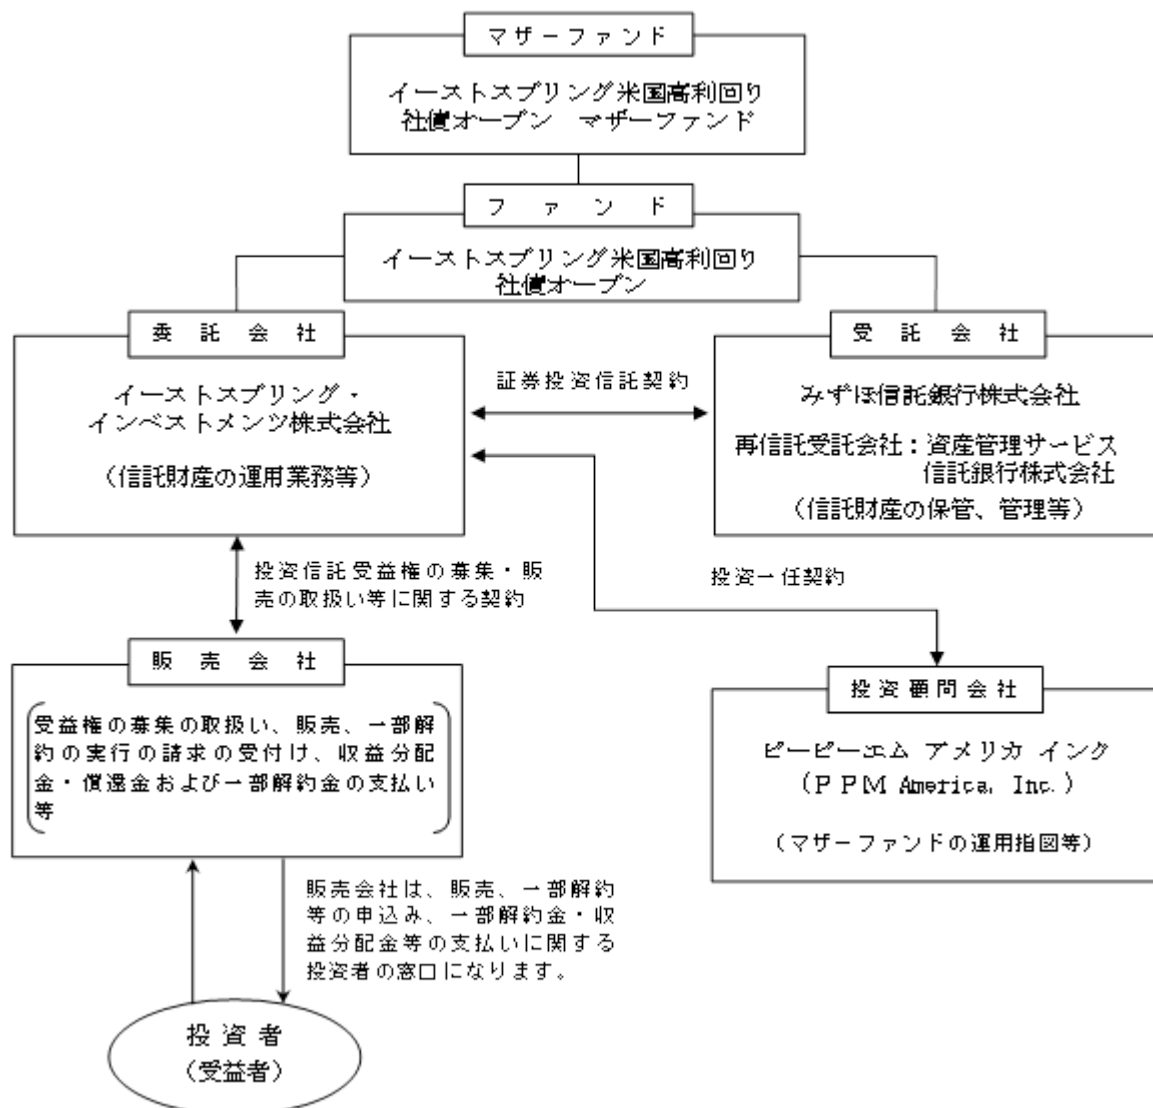 マザーファンド
イーストスプリング米国高利回り
社債オープン　マザーファンド
ファンド
イーストスプリング米国高利回り
社債オープン
委託会社
イーストスプリング・
インベストメンツ株式会社
（信託財産の運用業務等）
証券投資信託契約
受託会社
みずほ信託銀行株式会社
再信託受託会社：資産管理サービス
信託銀行株式会社
（信託財産の保管、管理等）
投資信託受益権の募集・販
売の取扱い等に関する契約
投資一任契約
販売会社
受益権の募集の取扱い、販売、一部解
約の実行の請求の受付け、収益分配
金・償還金および一部解約金の支払い
等
投資顧問会社
ピーピーエム アメリカ インク
（ＰＰＭ America, Inc.）
（マザーファンドの運用指図等）
販売会社は、販売、一部解約
等の申込み、一部解約金・収
益分配金等の支払いに関する
投資者の窓口になります。
投資者
（受益者）